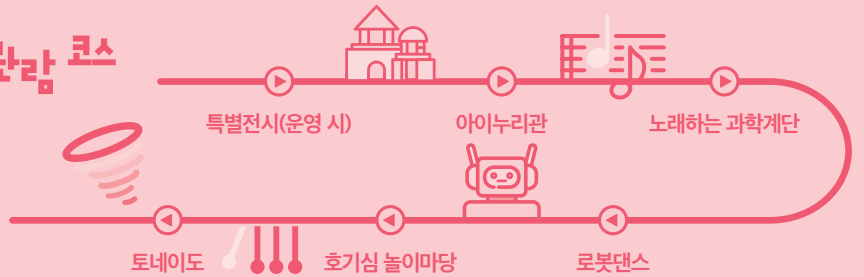 관람 코스
특별전시(운영 시)
아이누리관
노래하는 과학계단
로봇댄스
호기심 놀이마당
토네이도